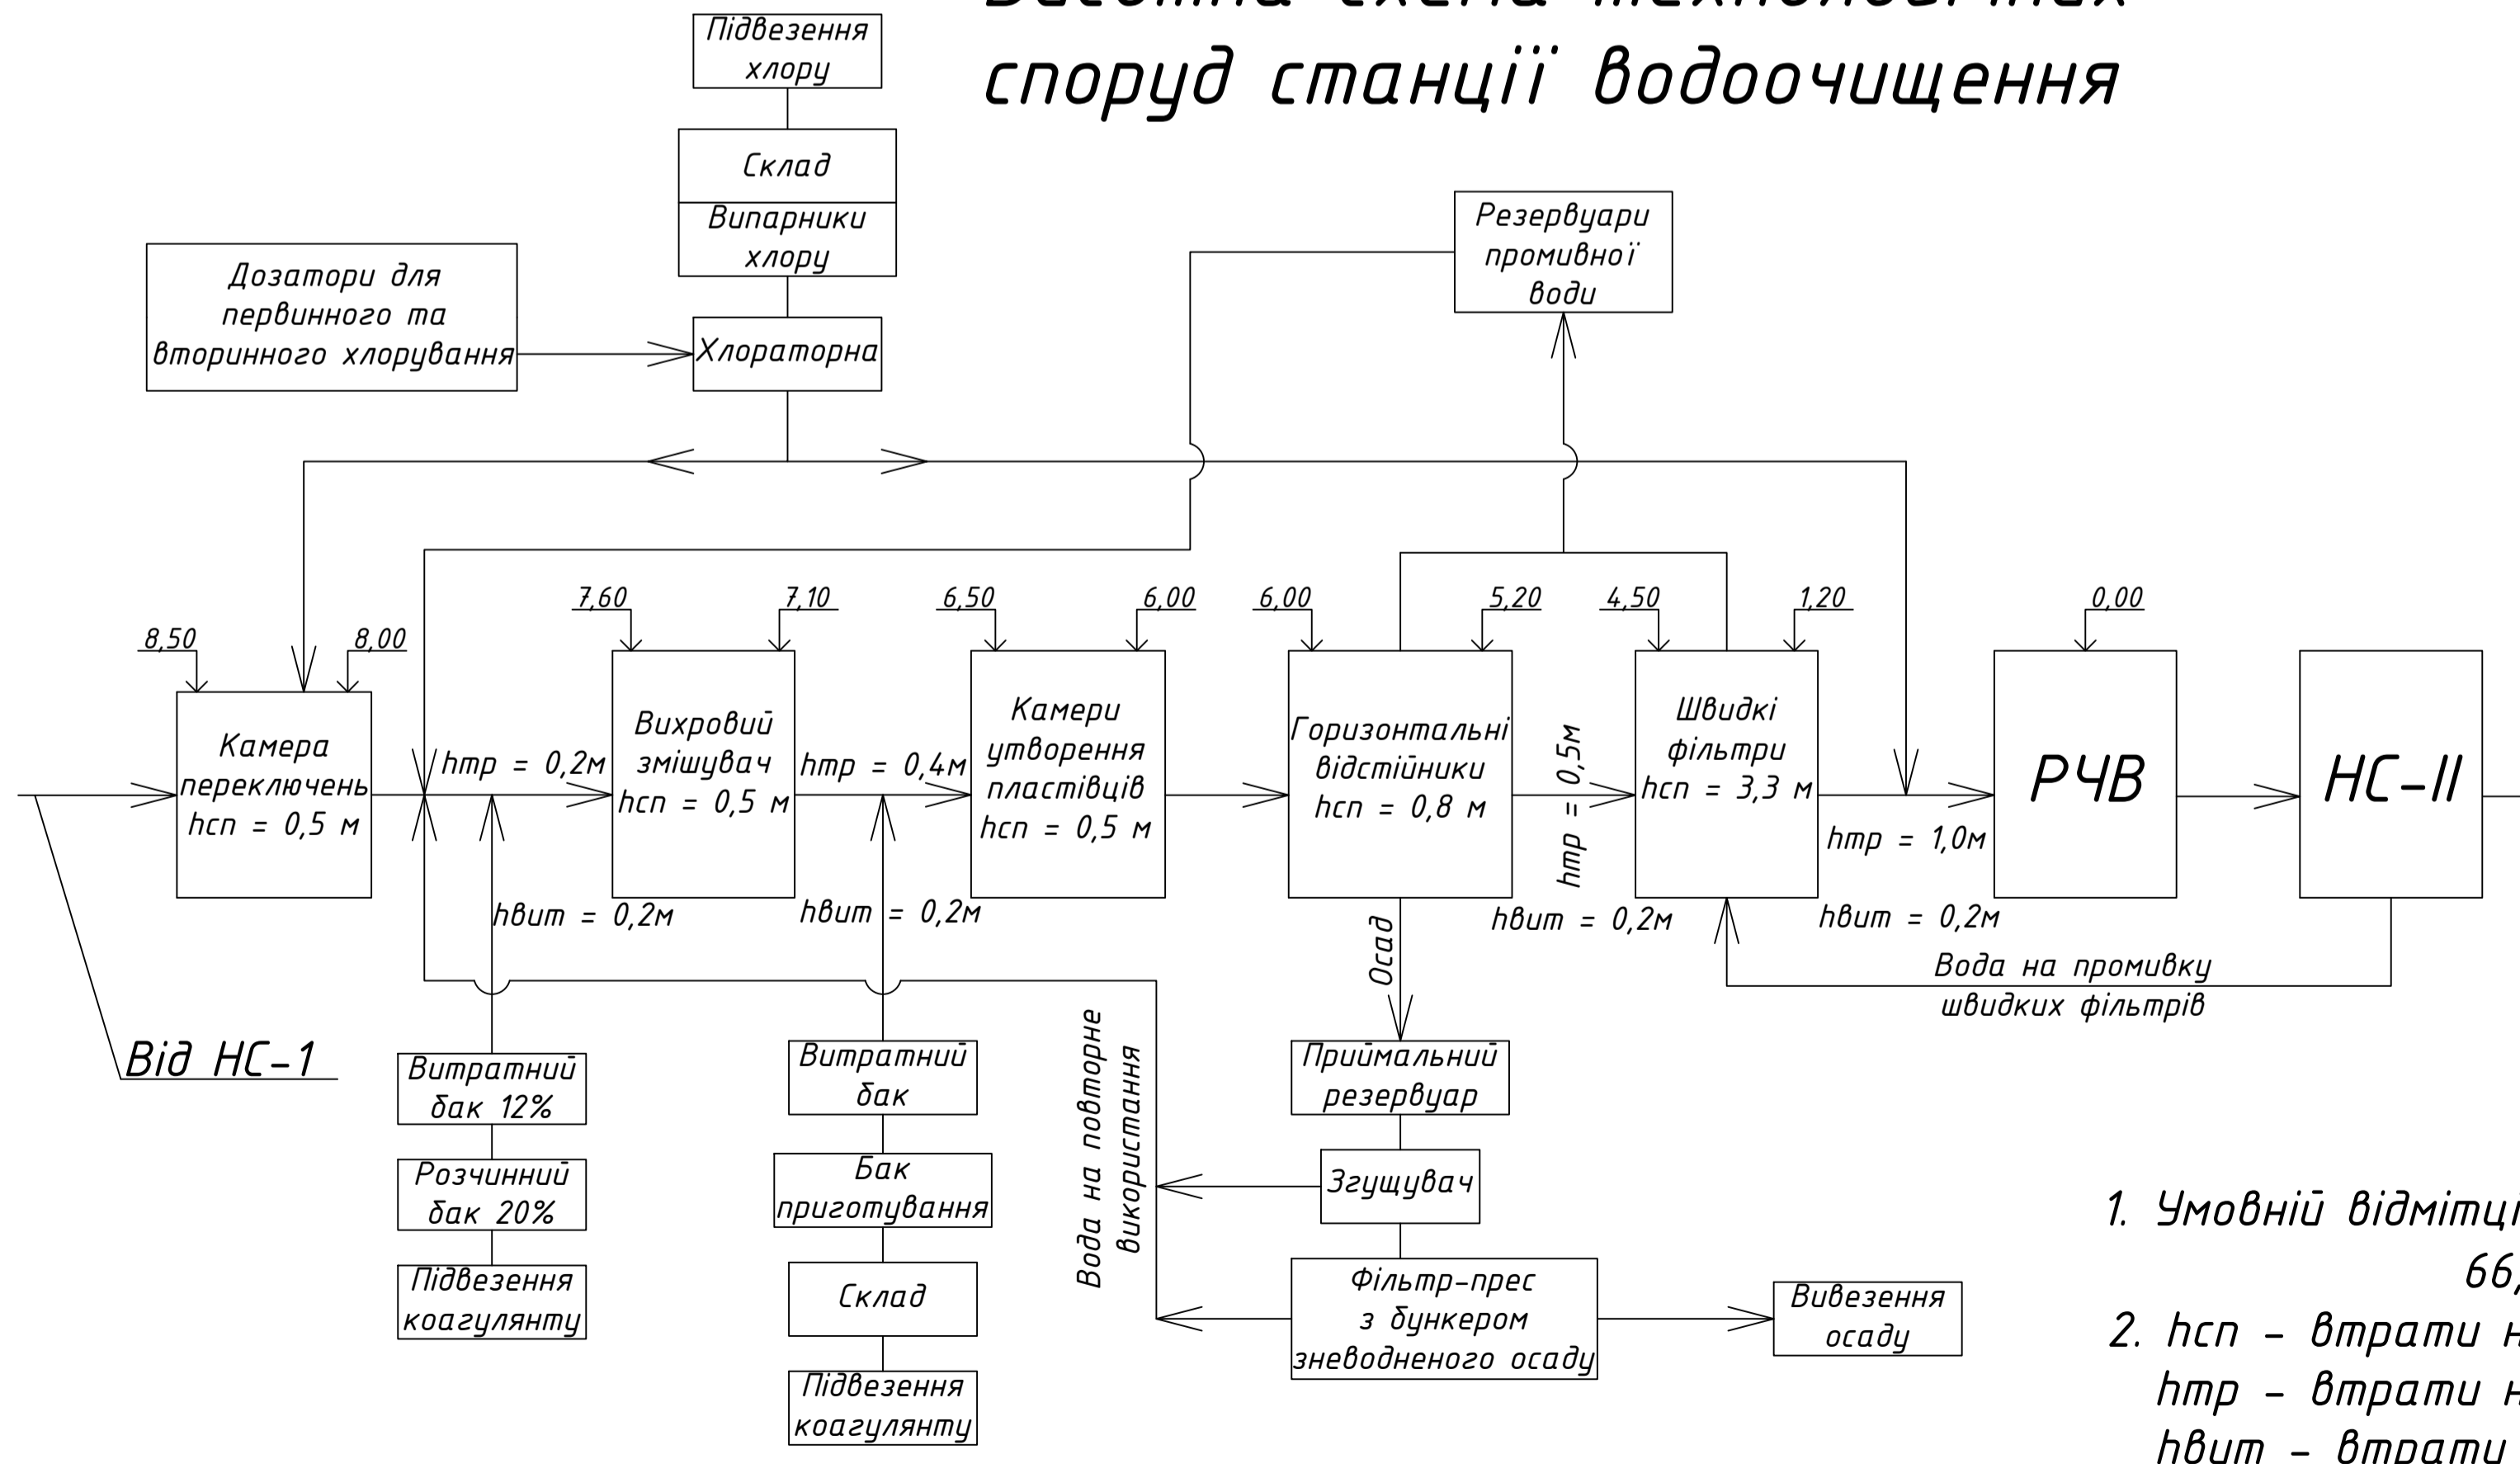 споруд станції водоочищення
Підвезення
хлору
Склад
Випарники
хлору
Дозатори для
первинного та
вторинного хлорування
Хлораторна
Резервуари
промивної
води
8,50
8,00
7,60
7,10
6,50
6,00
6,00
5,20
4,50
1,20
0,00
Камера
переключень
hсп = 0,5 м
hтр = 0,2м
Вихровий
змішувач
hсп = 0,5 м
hтр = 0,4м
Камери
утворення
пластівців
hсп = 0,5 м
Горизонтальні
відстійники
hсп = 0,8 м
hтр = 0,5м
Швидкі
фільтри
hсп = 3,3 м
hтр = 1,0м
РЧВ
НС-II
hвит = 0,2м
hвит = 0,2м
hвит = 0,2м
hвит = 0,2м
Осад
Вода на промивку
швидких фільтрів
Від НС-1
Витратний
бак 12%
Розчинний
бак 20%
Підвезення
коагулянту
Витратний
бак
Бак
приготування
Склад
Підвезення
коагулянту
Вода на повторне
використання
Приймальний
резервуар
Згущувач
Фільтр-прес
з бункером
зневодненого осаду
Вивезення
осаду
1. Умовній відмітці
66,
2. hсп - втрати н
hтр - втрати н
hвит - втрати